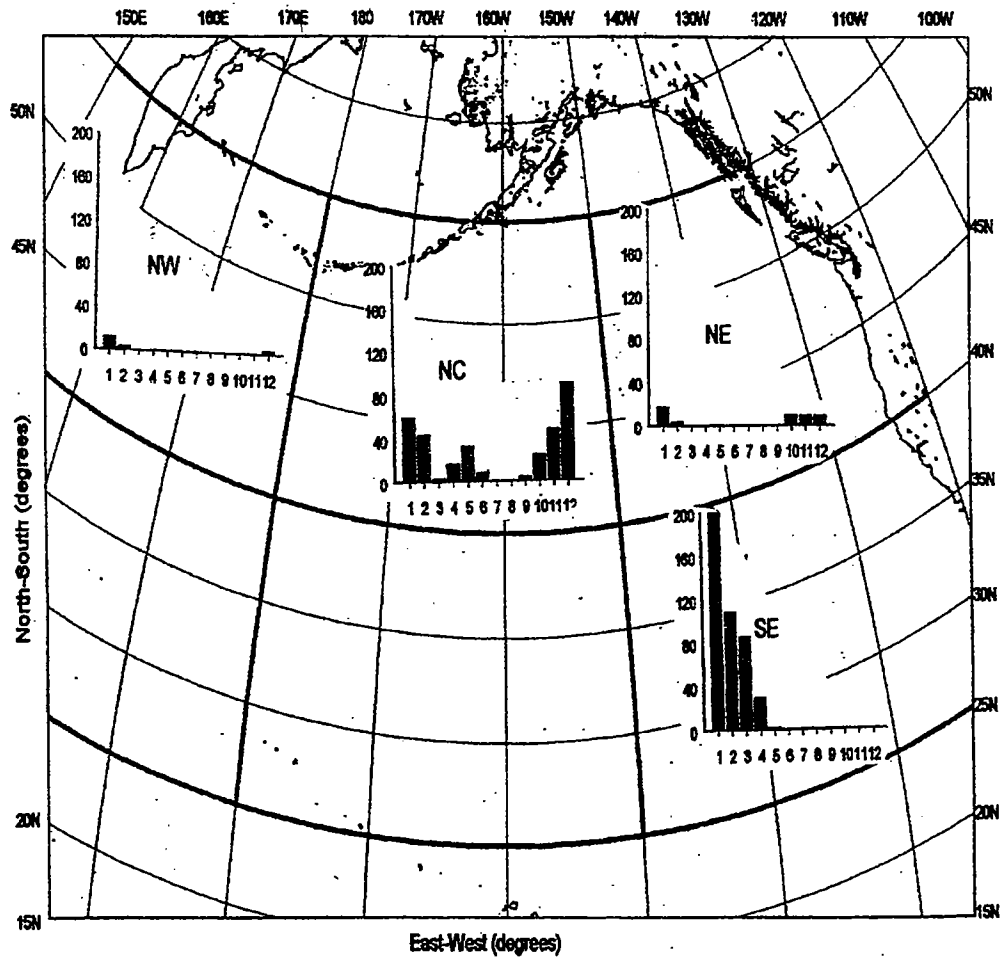 150E 160E 170E 180 170W 160W 150W 140W 130W 120W 110W 100W
50N
50N
200
160
120
80
40
0
NW
1 2 3 4 5 6 7 8 9 10 11 12
45N
45N
200
160
120
80
40
0
NC
1 2 3 4 5 6 7 8 9 10 11 12
200
160
120
80
40
0
NE
1 2 3 4 5 6 7 8 9 10 11 12
40N
35N
200
160
120
80
40
0
SE
1 2 3 4 5 6 7 8 9 10 11 12
30N
25N
20N
20N
15N
15N
North-South (degrees)
East-West (degrees)